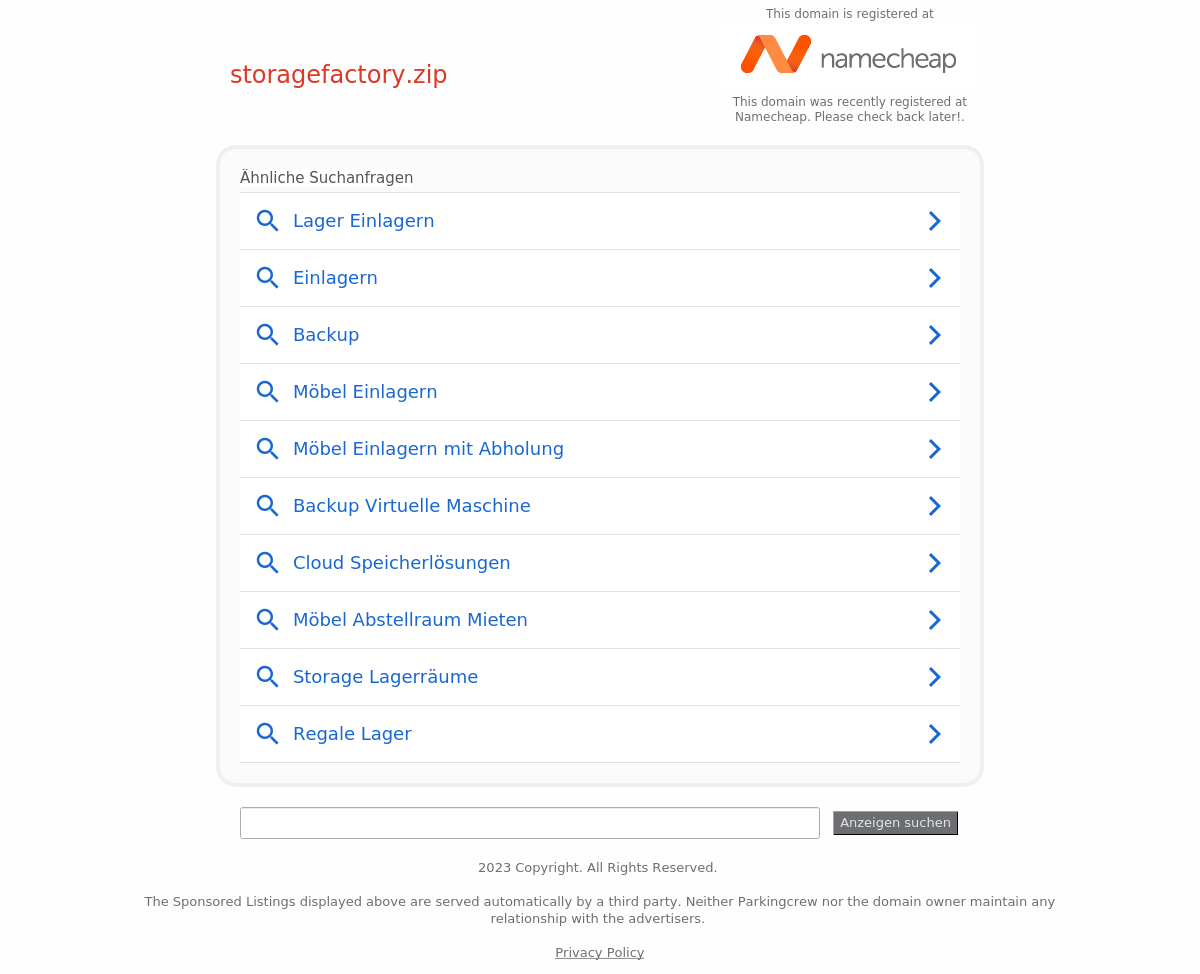 This domain is registered at
namecheap
storagefactory.zip
This domain was recently registered at
Namecheap. Please check back later!.
Ähnliche Suchanfragen
Lager Einlagern
Einlagern
Backup
Möbel Einlagern
Möbel Einlagern mit Abholung
Backup Virtuelle Maschine
Cloud Speicherlösungen
Möbel Abstellraum Mieten
Storage Lagerräume
Regale Lager
Anzeigen suchen
2023 Copyright. All Rights Reserved.
The Sponsored Listings displayed above are served automatically by a third party. Neither Parkingcrew nor the domain owner maintain any
relationship with the advertisers.
Privacy Policy